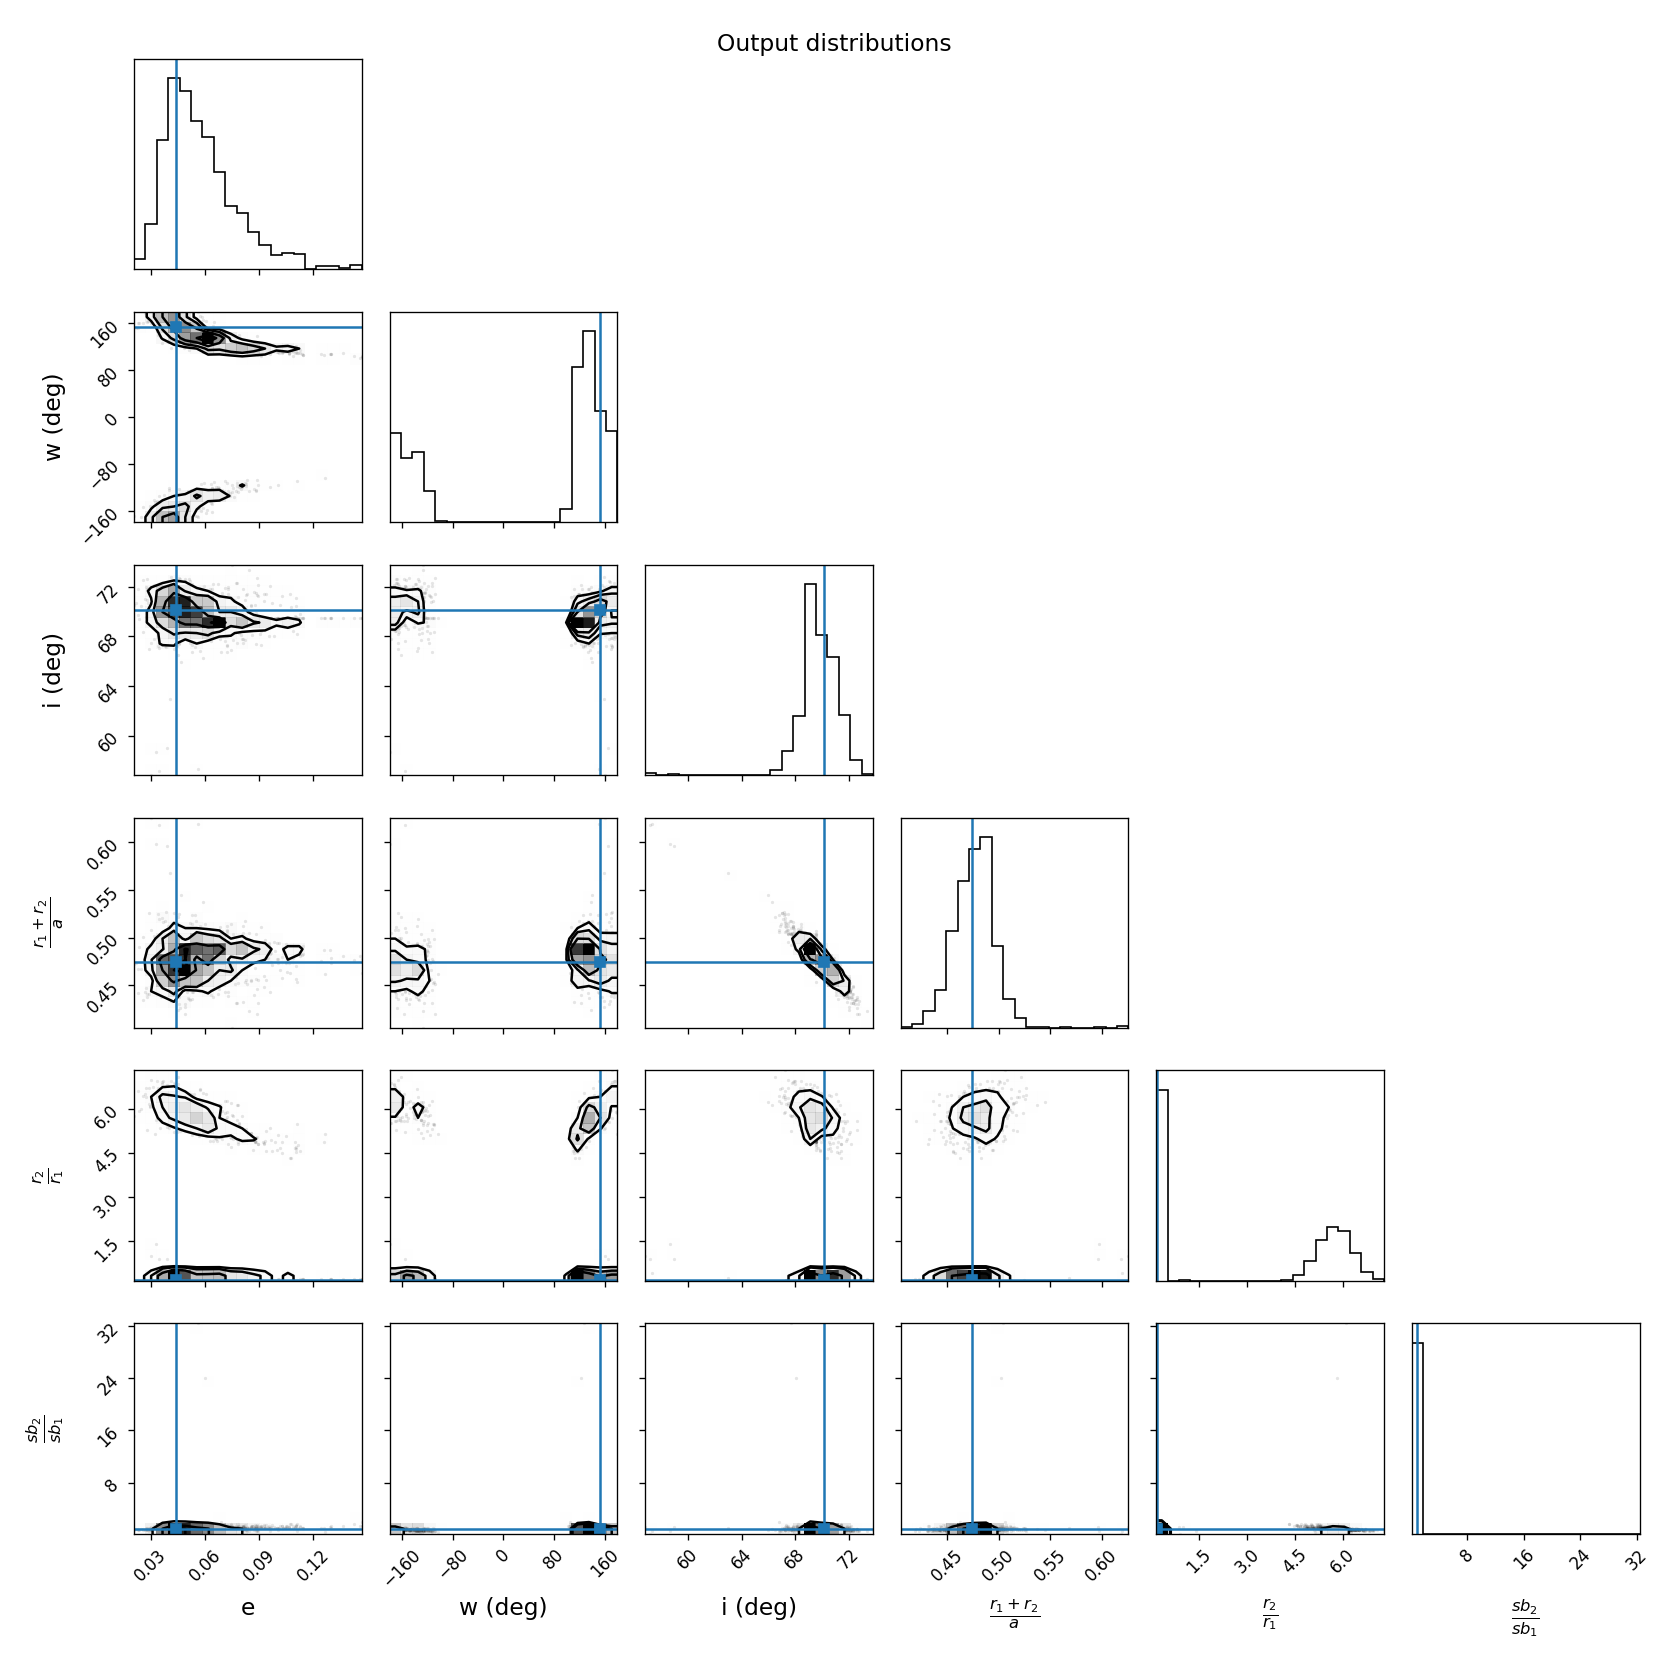 Output distributions
w (deg)
160
80
0
−80
−160
i (deg)
72
68
64
60
r₁ + r₂
a
0.60
0.55
0.50
0.45
r₂
r₁
6.0
4.5
3.0
1.5
sb₂
sb₁
32
24
16
8
0.03 0.06 0.09 0.12
−160 −80 0 80 160
60 64 68 72
0.45 0.50 0.55 0.60
1.5 3.0 4.5 6.0
8 16 24 32
e
w (deg)
i (deg)
r₁ + r₂
a
r₂
r₁
sb₂
sb₁